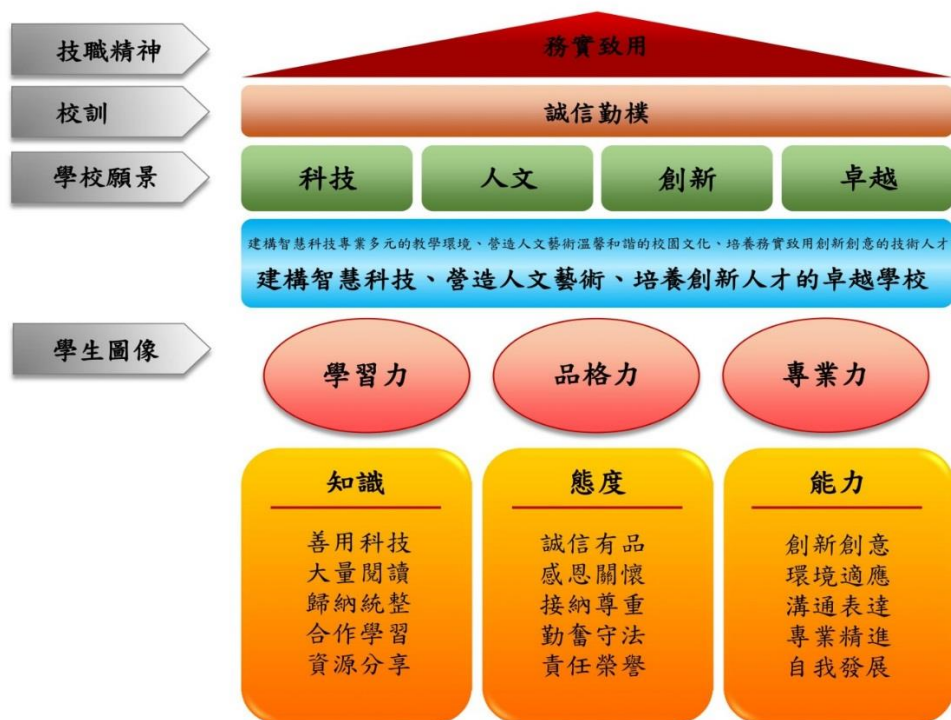 技職精神
務實致用
校訓
誠信勤樸
學校願景
科技
人文
創新
卓越
建構智慧科技專業多元的教學環境、營造人文藝術溫馨和諧的校園文化、培養務實致用創新創意的技術人才
建構智慧科技、營造人文藝術、培養創新人才的卓越學校
學生圖像
學習力
品格力
專業力
知識
善用科技
大量閱讀
歸納統整
合作學習
資源分享
態度
誠信有品
感恩關懷
接納尊重
勤奮守法
責任榮譽
能力
創新創意
環境適應
溝通表達
專業精進
自我發展